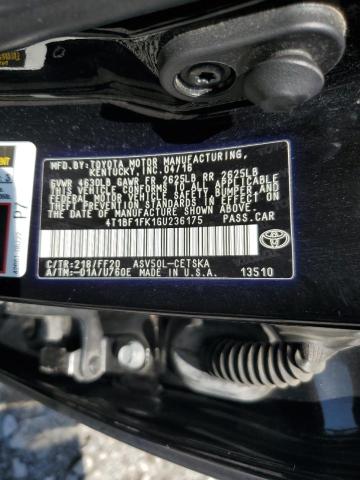 MFD.BY:TOYOTA MOTOR MANUFACTURING,
KENTUCKY, INC.04/16
GVWR 4630LB GAWR FR 2625LB RR 2625LB
THIS VEHICLE CONFORMS TO ALL APPLICABLE
FEDERAL MOTOR VEHICLE SAFETY, BUMPER, AND
THEFT PREVENTION STANDARDS IN EFFECT ON
THE DATE OF MANUFACTURE SHOWN ABOVE.
4T1BF1FK1GU236175 PASS.CAR
C/TR:218/FF20 ASV50L-CETSKA
A/TM:-01A/U760E MADE IN U.S.A. 13510